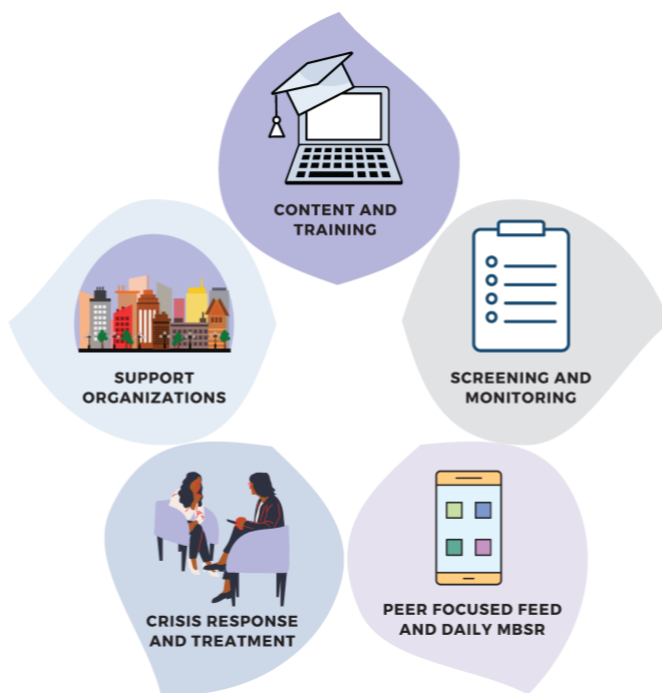 CONTENT AND
TRAINING
SUPPORT
ORGANIZATIONS
SCREENING AND
MONITORING
CRISIS RESPONSE
AND TREATMENT
PEER FOCUSED FEED
AND DAILY MBSR